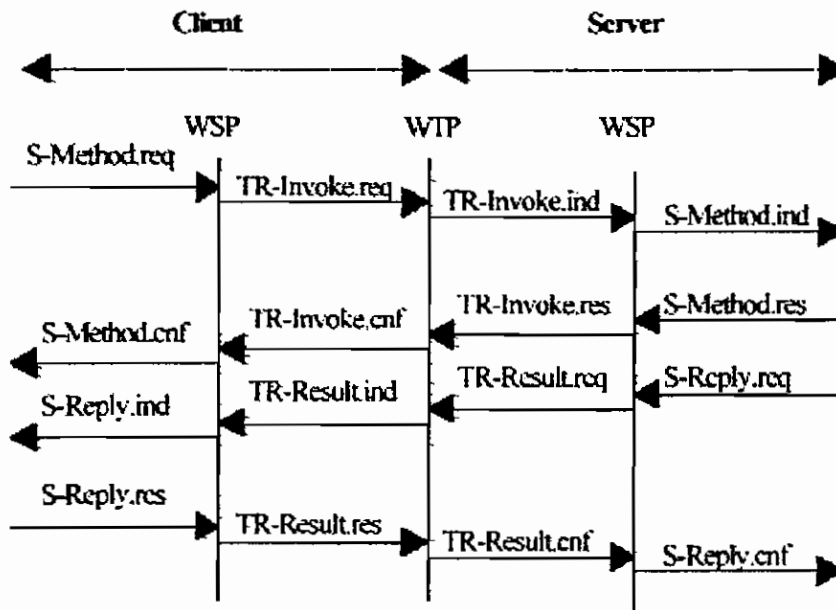 Client Server
WSP WTP WSP
S-Method.req
TR-Invoke.req
TR-Invoke.ind
S-Method.ind
S-Method.res
TR-Invoke.res
TR-Invoke.cnf
S-Method.cnf
S-Reply.req
TR-Result.req
TR-Result.ind
S-Reply.ind
S-Reply.res
TR-Result.res
TR-Result.cnf
S-Reply.cnf